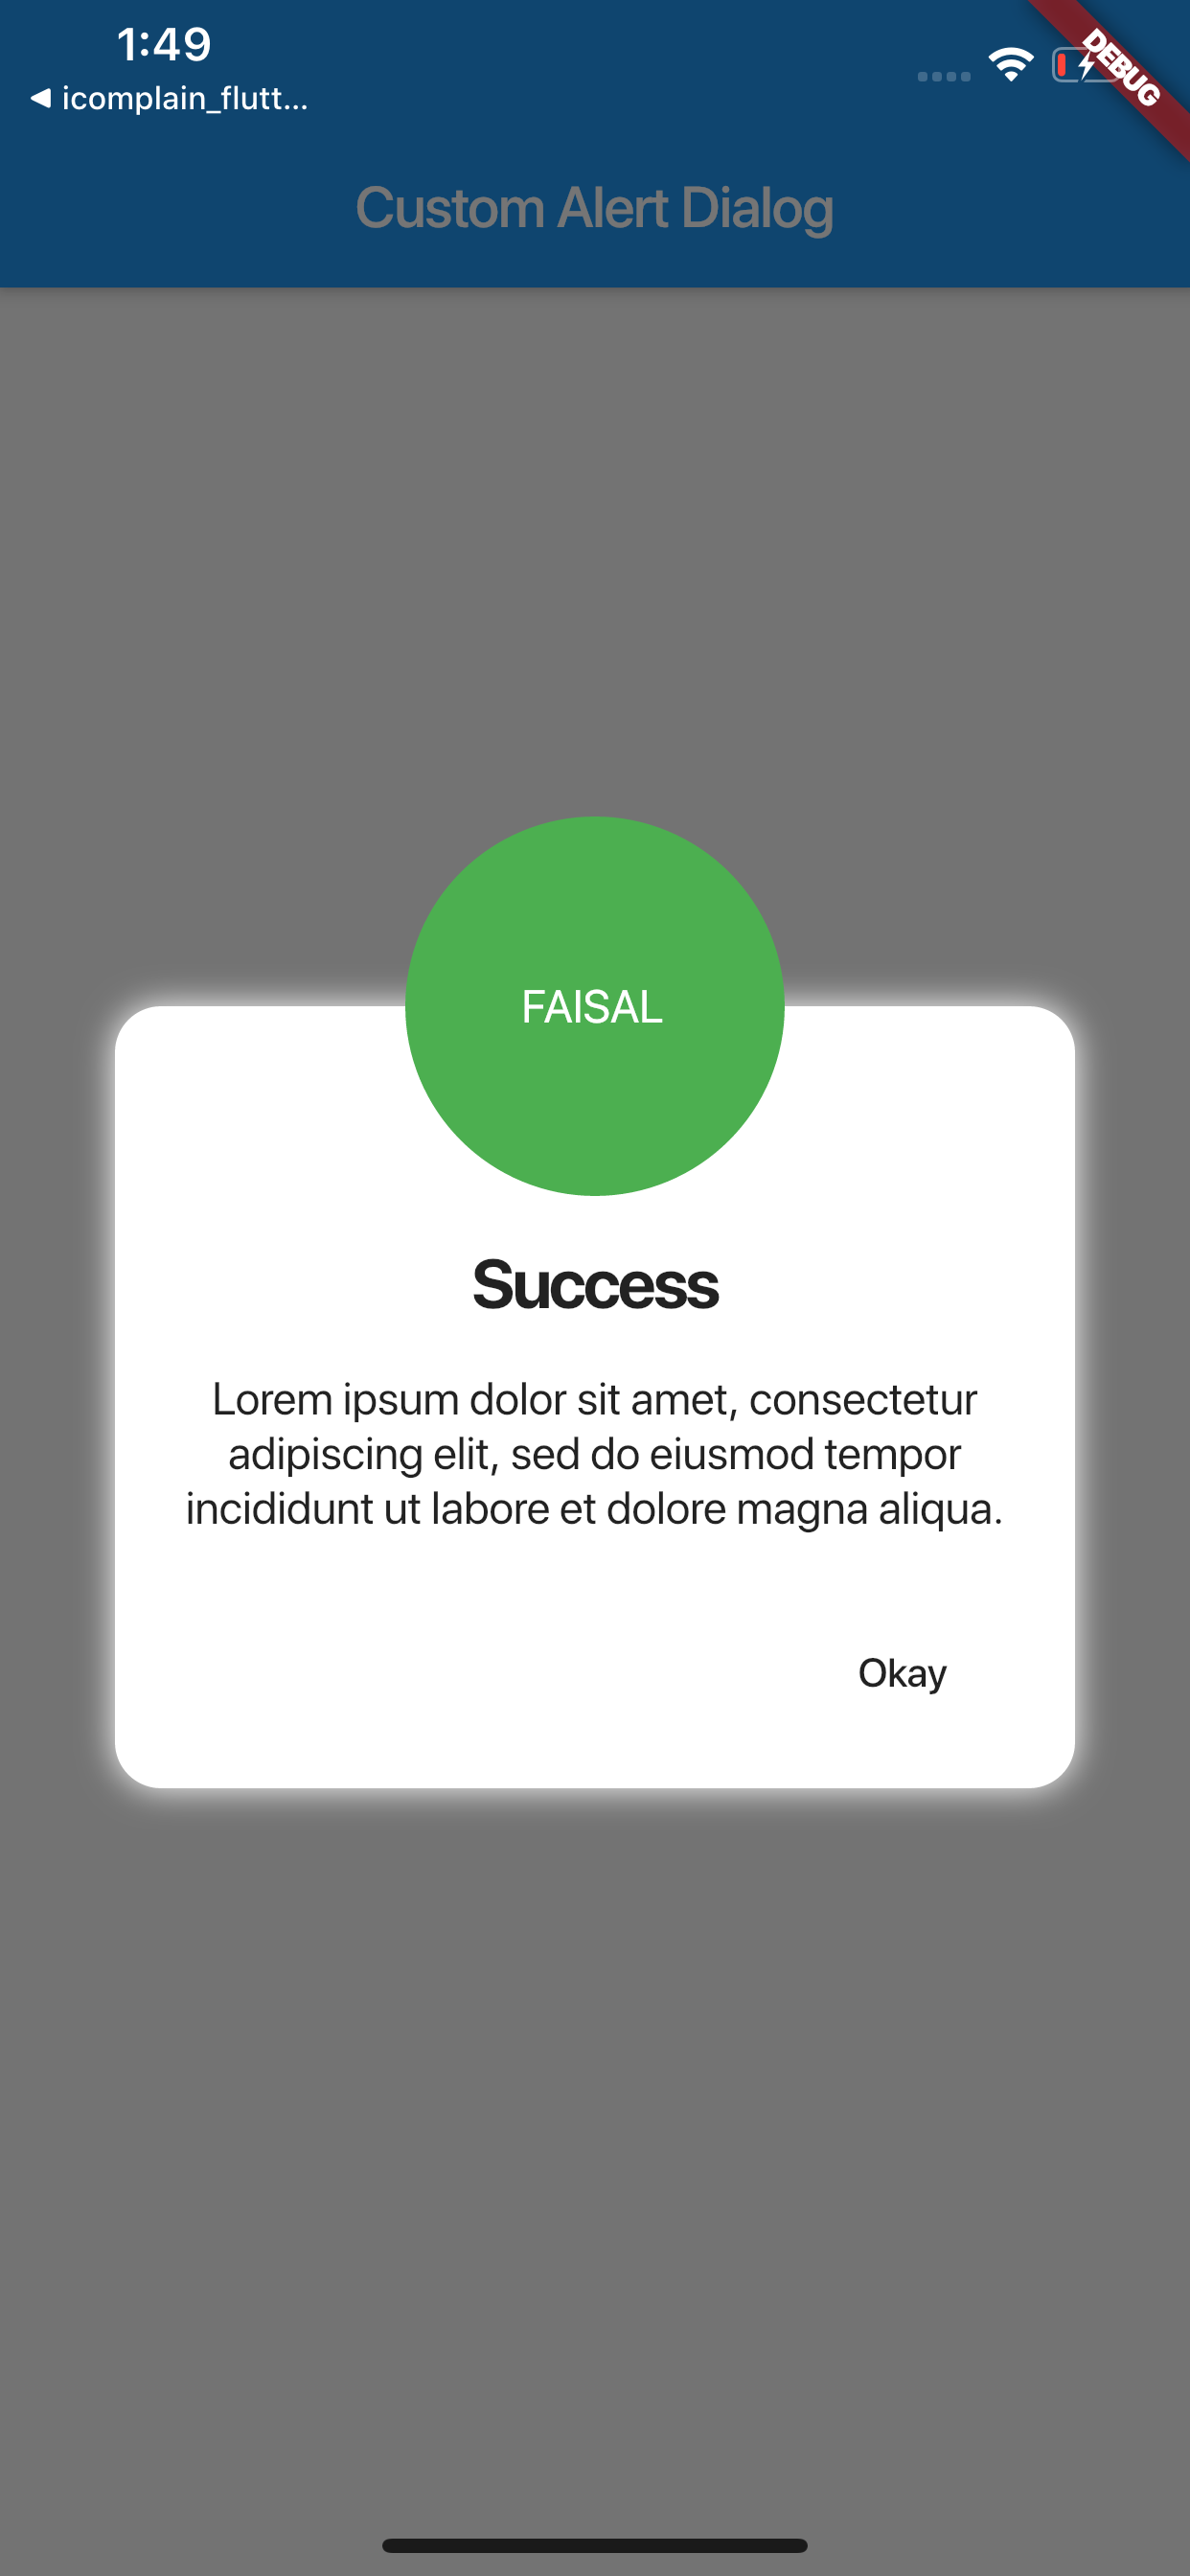 1:49
◀ icomplain_flutt...
DEBUG
Custom Alert Dialog
FAISAL
Success
Lorem ipsum dolor sit amet, consectetur
adipiscing elit, sed do eiusmod tempor
incididunt ut labore et dolore magna aliqua.
Okay